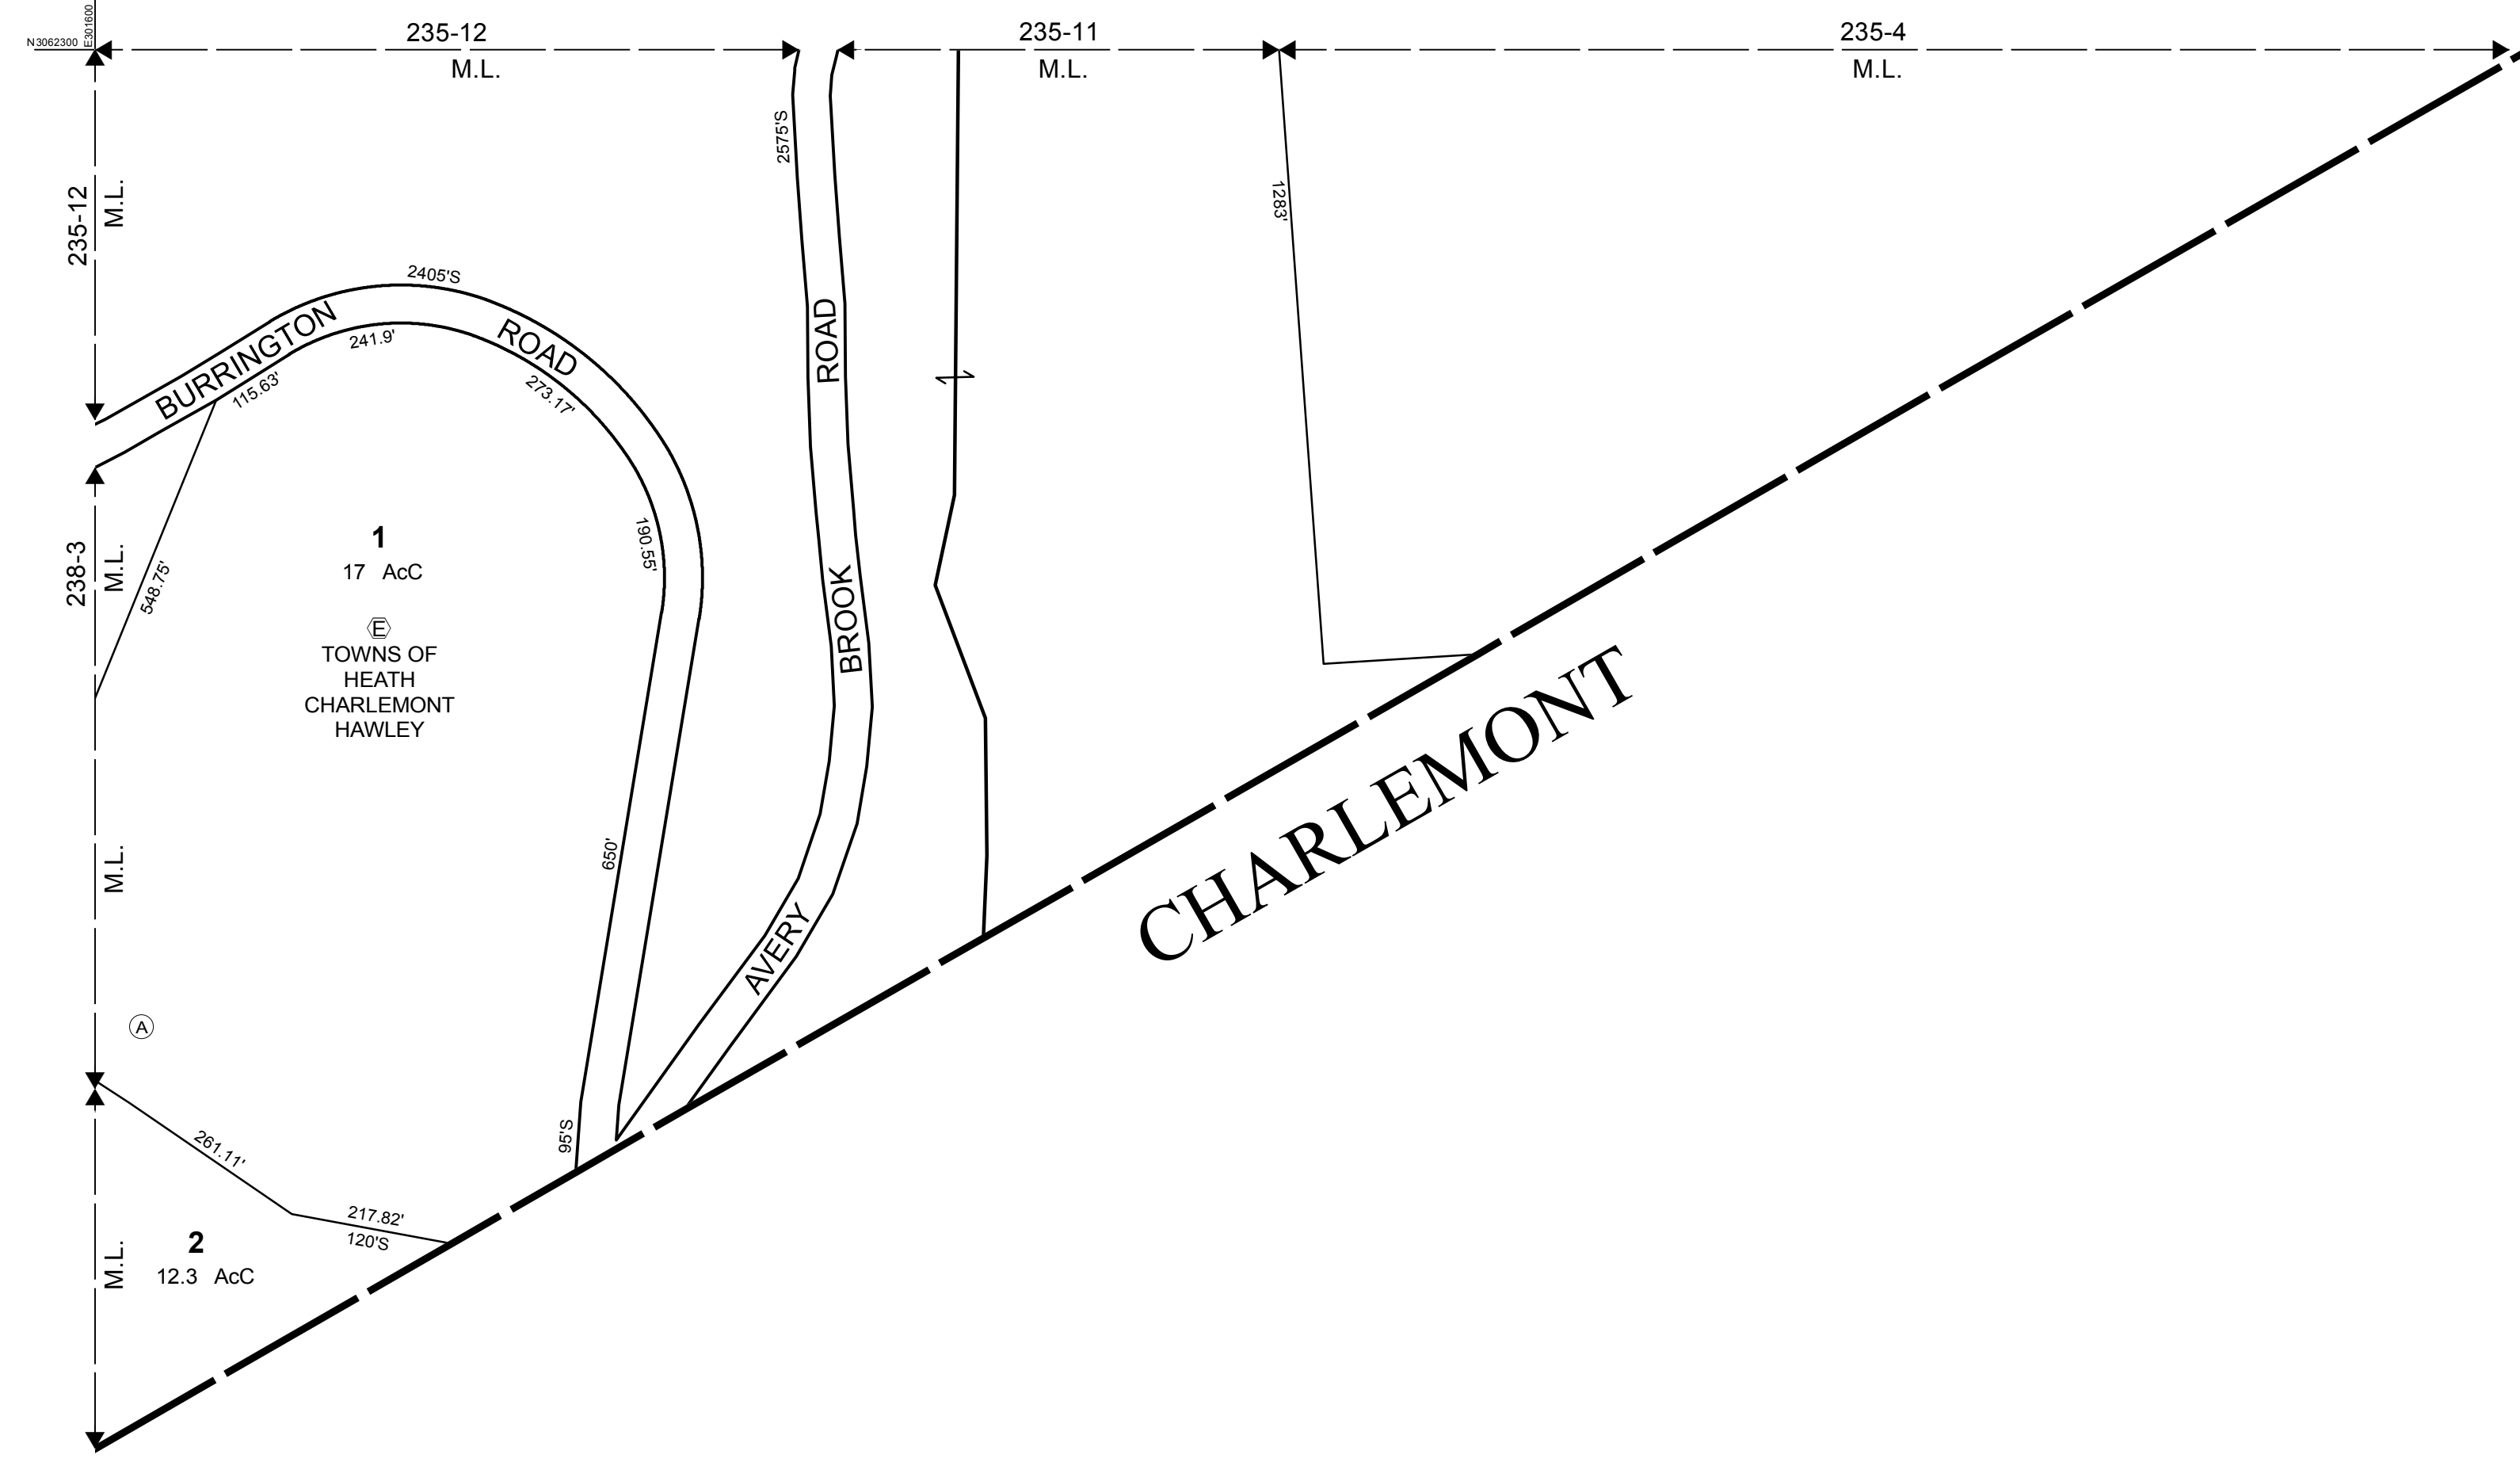 E301600
N3062300
235-12
M.L.
235-11
M.L.
235-4
M.L.
2575'S
1283'
235-12
M.L.
2405'S
BURRINGTON ROAD
241.9'
115.63'
273.17'
190.55'
AVERY BROOK ROAD
238-3
M.L.
548.75'
1
17 AcC
E
TOWNS OF
HEATH
CHARLEMONT
HAWLEY
650'
M.L.
CHARLEMONT
A
95'S
261.11'
217.82'
120'S
2
12.3 AcC
M.L.